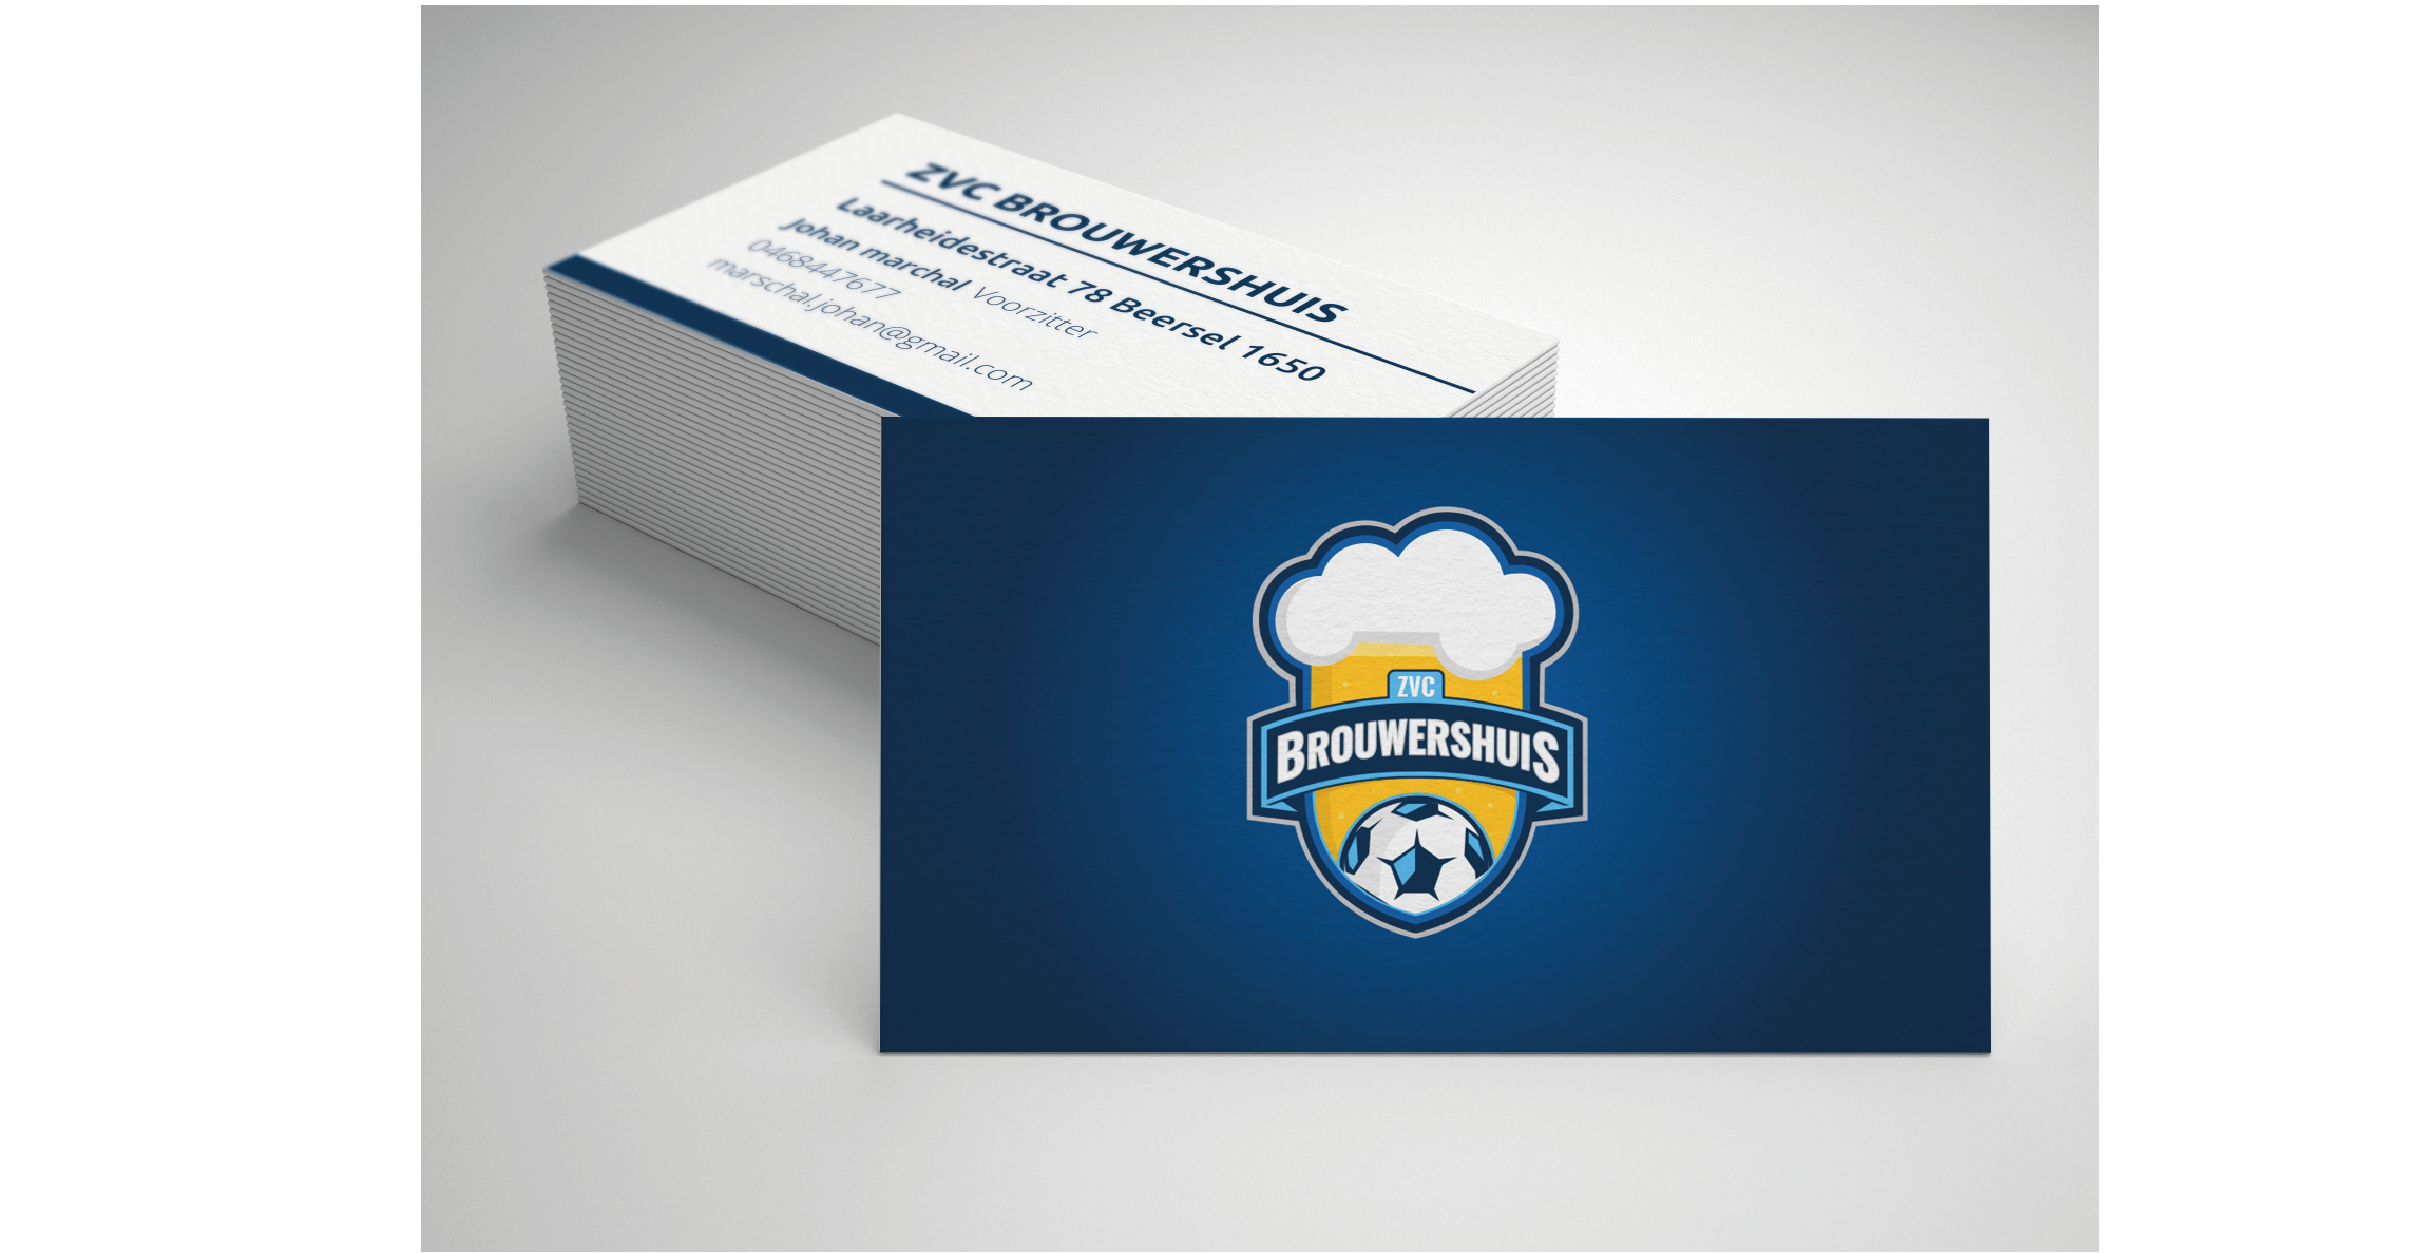 ZVC BROUWERSHUIS
Laarheidestraat 78 Beersel 1650
Johan marchal Voorzitter
0468447677
marschal.johan@gmail.com
ZVC
BROUWERSHUIS